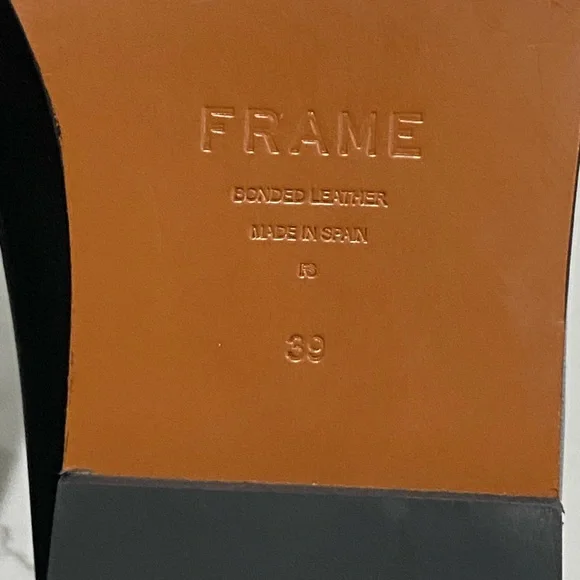 FRAME
BONDED LEATHER
MADE IN SPAIN
39